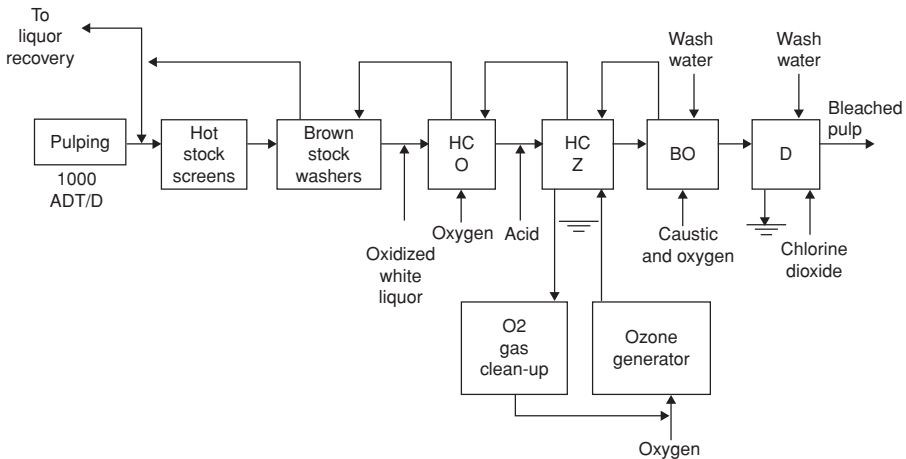 To
liquor
recovery
Pulping
1000
ADT/D
Hot
stock
screens
Brown
stock
washers
Oxidized
white
liquor
HC
O
Oxygen
Acid
HC
Z
Wash
water
BO
Caustic
and oxygen
Wash
water
D
Chlorine
dioxide
Bleached
pulp
O2
gas
clean-up
Ozone
generator
Oxygen